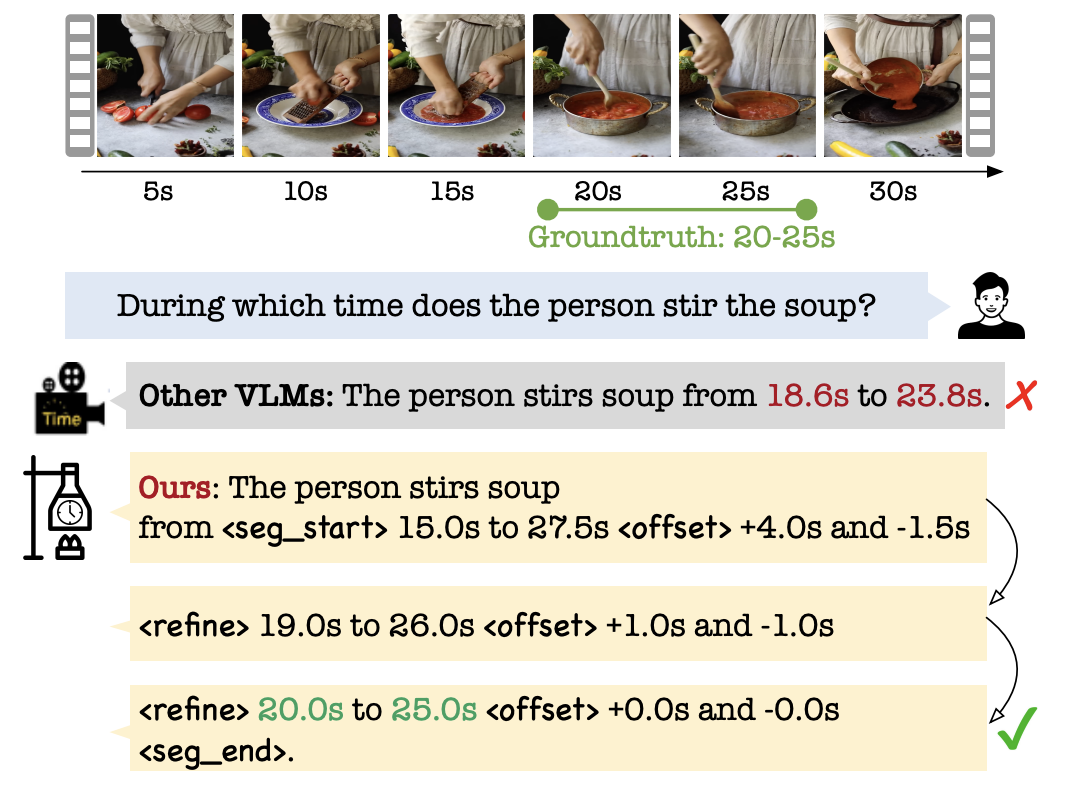 5s 10s 15s 20s 25s 30s
Groundtruth: 20-25s
During which time does the person stir the soup?
Other VLMs: The person stirs soup from 18.6s to 23.8s.
Time
Ours: The person stirs soup
from <seg_start> 15.0s to 27.5s <offset> +4.0s and -1.5s
<refine> 19.0s to 26.0s <offset> +1.0s and -1.0s
<refine> 20.0s to 25.0s <offset> +0.0s and -0.0s
<seg_end>.